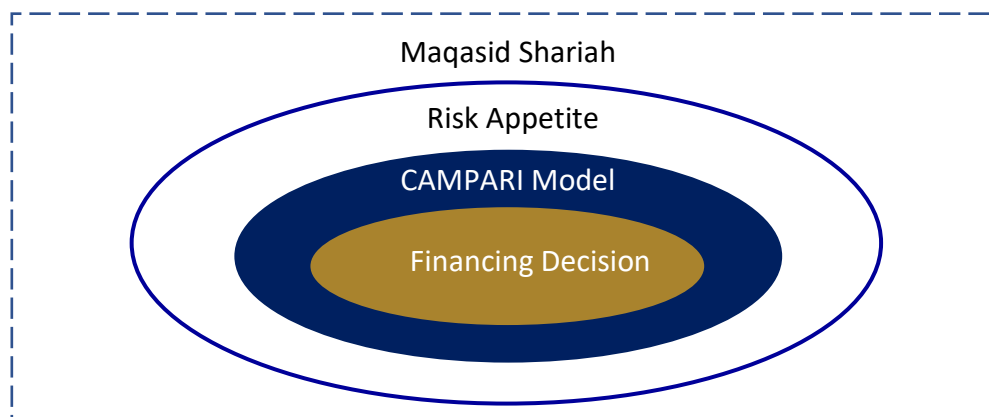 Maqasid Shariah
Risk Appetite
CAMPARI Model
Financing Decision